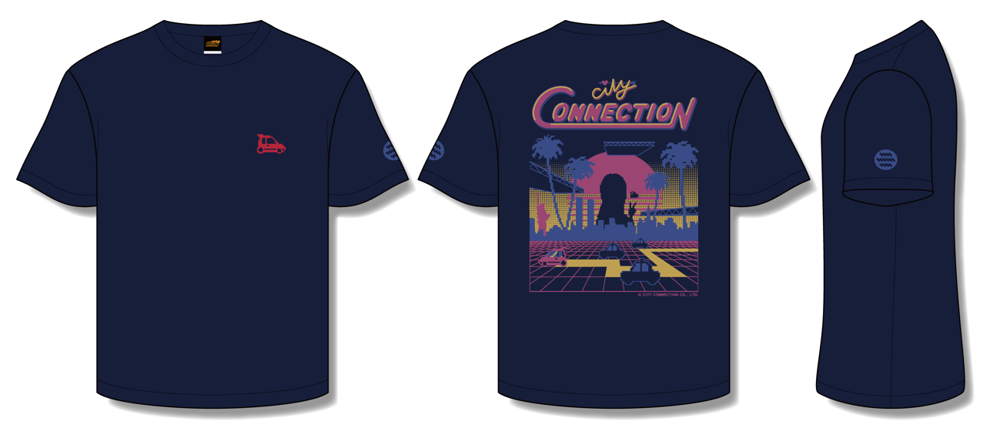 city
CONNECTION
© CITY CONNECTION CO., LTD.